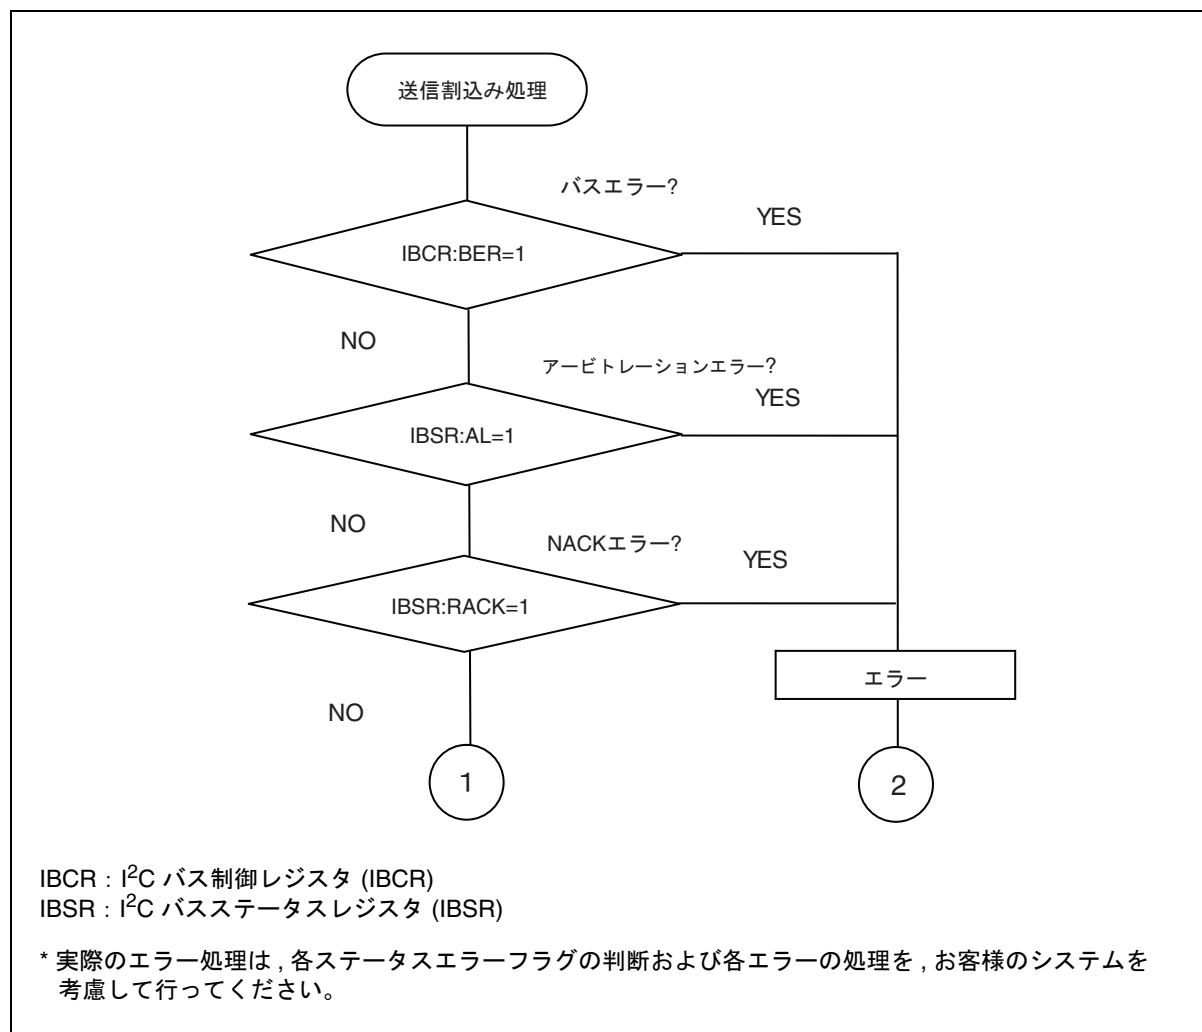 送信割込み処理
バスエラー?
YES
IBCR:BER=1
NO
アービトレーションエラー?
YES
IBSR:AL=1
NO
NACKエラー?
YES
IBSR:RACK=1
エラー
NO
1
2
IBCR : I²C バス制御レジスタ (IBCR)
IBSR : I²C バスステータスレジスタ (IBSR)
* 実際のエラー処理は , 各ステータスエラーフラグの判断および各エラーの処理を , お客様のシステムを
考慮して行ってください。